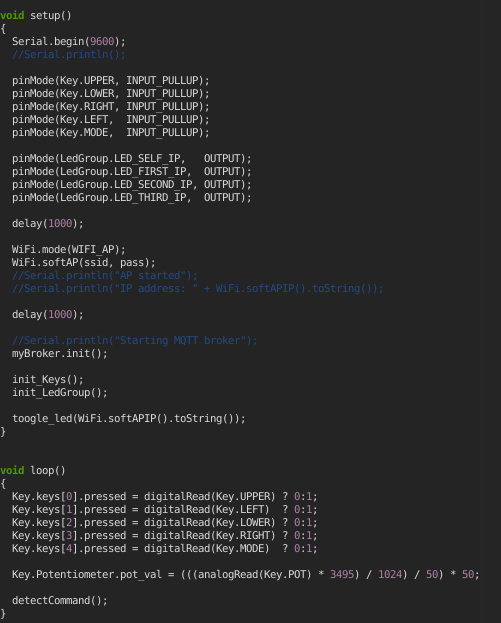 void setup()
{
  Serial.begin(9600);
  //Serial.println();

  pinMode(Key.UPPER, INPUT_PULLUP);
  pinMode(Key.LOWER, INPUT_PULLUP);
  pinMode(Key.RIGHT, INPUT_PULLUP);
  pinMode(Key.LEFT,  INPUT_PULLUP);
  pinMode(Key.MODE,  INPUT_PULLUP);

  pinMode(LedGroup.LED_SELF_IP,   OUTPUT);
  pinMode(LedGroup.LED_FIRST_IP,  OUTPUT);
  pinMode(LedGroup.LED_SECOND_IP, OUTPUT);
  pinMode(LedGroup.LED_THIRD_IP,  OUTPUT);

  delay(1000);

  WiFi.mode(WIFI_AP);
  WiFi.softAP(ssid, pass);
  //Serial.println("AP started");
  //Serial.println("IP address: " + WiFi.softAPIP().toString());

  delay(1000);

  //Serial.println("Starting MQTT broker");
  myBroker.init();

  init_Keys();
  init_LedGroup();

  toogle_led(WiFi.softAPIP().toString());
}


void loop()
{
  Key.keys[0].pressed = digitalRead(Key.UPPER) ? 0:1;
  Key.keys[1].pressed = digitalRead(Key.LEFT)  ? 0:1;
  Key.keys[2].pressed = digitalRead(Key.LOWER) ? 0:1;
  Key.keys[3].pressed = digitalRead(Key.RIGHT) ? 0:1;
  Key.keys[4].pressed = digitalRead(Key.MODE)  ? 0:1;

  Key.Potentiometer.pot_val = (((analogRead(Key.POT) * 3495) / 1024) / 50) * 50;

  detectCommand();
}